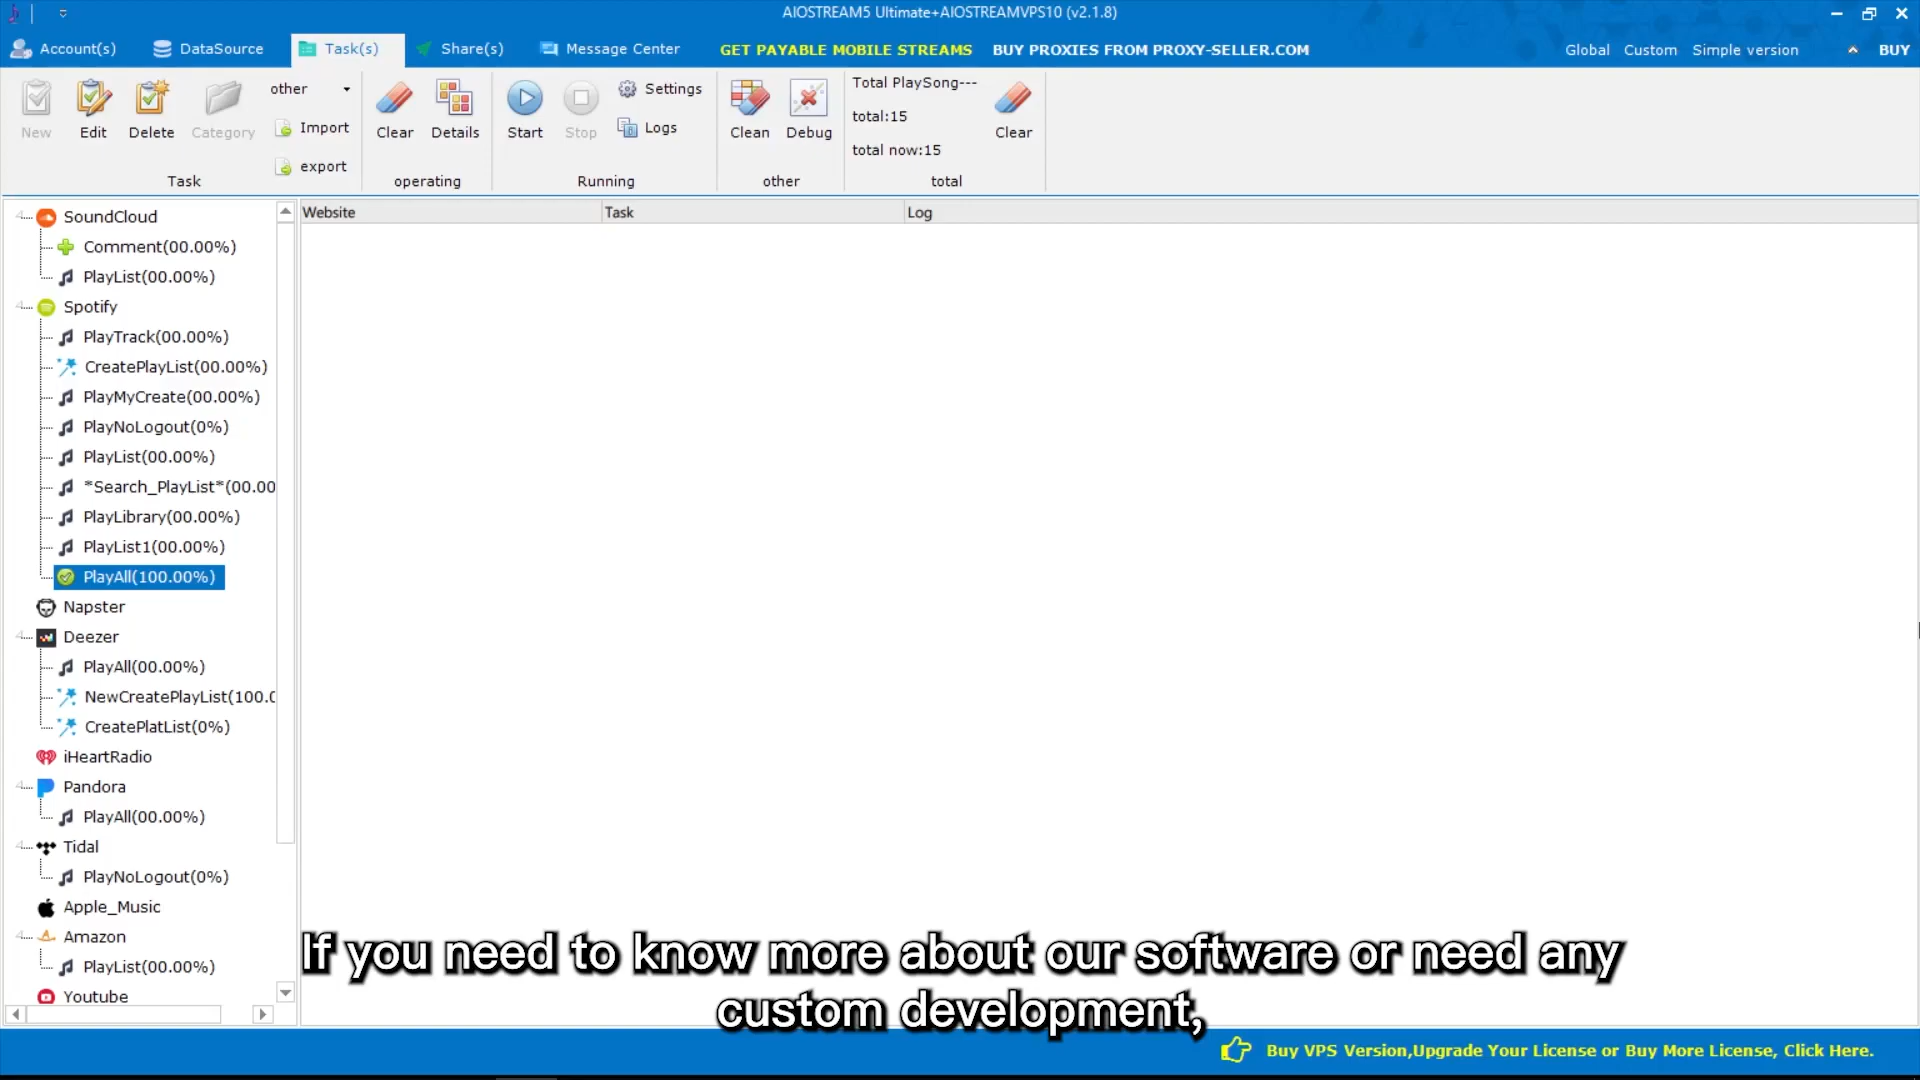 AIOSTREAM5 Ultimate+AIOSTREAMVPS10 (v2.1.8)
Account(s) DataSource Task(s) Share(s) Message Center GET PAYABLE MOBILE STREAMS BUY PROXIES FROM PROXY-SELLER.COM Global Custom Simple version BUY
New Edit Delete Category other Import export
Clear Details Start Stop Settings Logs Clean Debug
Total PlaySong---
total:15
total now:15
Clear
Task operating Running other total
Website Task Log
SoundCloud
Comment(00.00%)
PlayList(00.00%)
Spotify
PlayTrack(00.00%)
CreatePlayList(00.00%)
PlayMyCreate(00.00%)
PlayNoLogout(0%)
PlayList(00.00%)
*Search_PlayList*(00.00
PlayLibrary(00.00%)
PlayList1(00.00%)
PlayAll(100.00%)
Napster
Deezer
PlayAll(00.00%)
NewCreatePlayList(100.0
CreatePlatList(0%)
iHeartRadio
Pandora
PlayAll(00.00%)
Tidal
PlayNoLogout(0%)
Apple_Music
Amazon
PlayList(00.00%)
Youtube
If you need to know more about our software or need any
custom development,
Buy VPS Version,Upgrade Your License or Buy More License, Click Here.